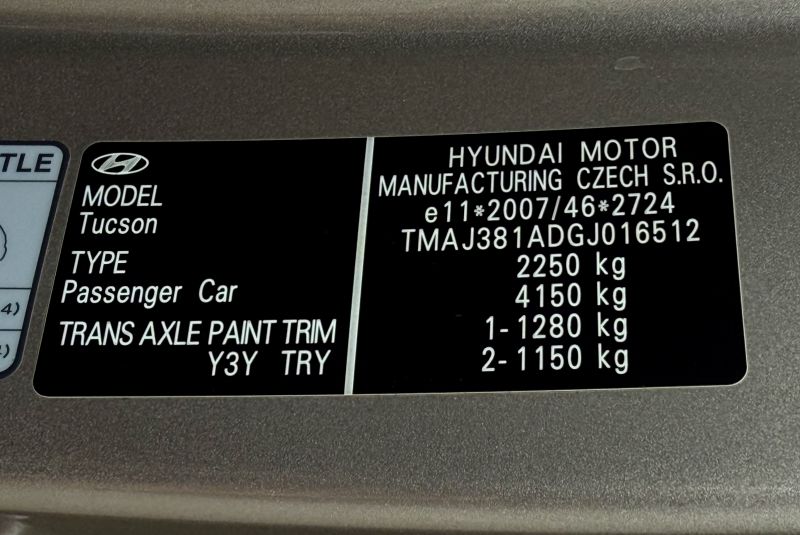 TLE
4)
4)
MODEL
Tucson
TYPE
Passenger Car
TRANS AXLE PAINT TRIM
Y3Y TRY
HYUNDAI MOTOR
MANUFACTURING CZECH S.R.O.
e11*2007/46*2724
TMAJ381ADGJ016512
2250 kg
4150 kg
1-1280 kg
2-1150 kg